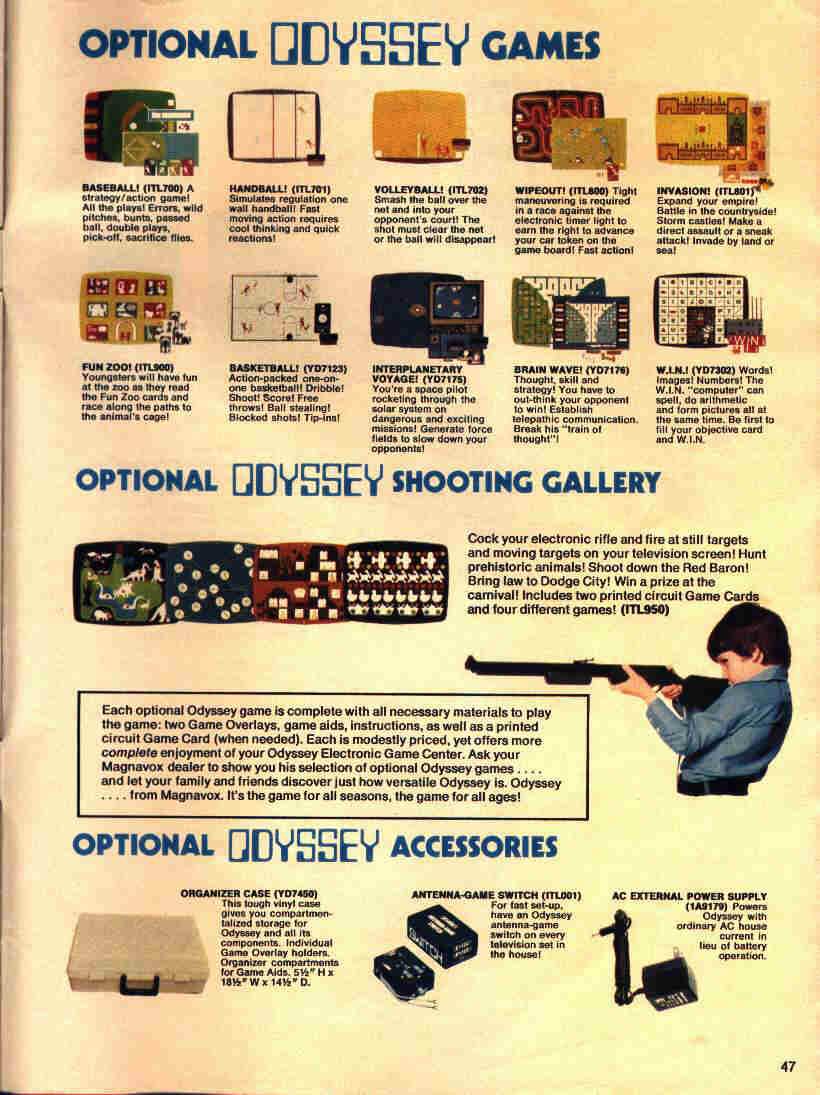 OPTIONAL ODYSSEY GAMES
BASEBALL! (ITL700) A
strategy/action game!
All the plays! Errors, wild
pitches, bunts, passed
ball, double plays,
pick-off, sacrifice flies.
HANDBALL! (ITL701)
Simulates regulation one
wall handball! Fast
moving action requires
cool thinking and quick
reactions!
VOLLEYBALL! (ITL702)
Smash the ball over the
net and into your
opponent's court! The
shot must clear the net
or the ball will disappear!
WIPEOUT! (ITL800) Tight
maneuvering is required
in a race against the
electronic timer light to
earn the right to advance
your car token on the
game board! Fast action!
INVASION! (ITL801)
Expand your empire!
Battle in the countryside!
Storm castles! Make a
direct assault or a sneak
attack! Invade by land or
sea!
FUN ZOO! (ITL900)
Youngsters will have fun
at the zoo as they read
the Fun Zoo cards and
race along the paths to
the animal's cage!
BASKETBALL! (YD7123)
Action-packed one-on-
one basketball! Dribble!
Shoot! Score! Free
throws! Ball stealing!
Blocked shots! Tip-ins!
INTERPLANETARY
VOYAGE! (YD7175)
You're a space pilot
rocketing through the
solar system on
dangerous and exciting
missions! Generate force
fields to slow down your
opponents!
BRAIN WAVE! (YD7176)
Thought, skill and
strategy! You have to
out-think your opponent
to win! Establish
telepathic communication.
Break his "train of
thought"!
WIN
W.I.N.! (YD7302) Words!
Images! Numbers! The
W.I.N. "computer" can
spell, do arithmetic
and form pictures all at
the same time. Be first to
fill your objective card
and W.I.N.
OPTIONAL ODYSSEY SHOOTING GALLERY
Cock your electronic rifle and fire at still targets
and moving targets on your television screen! Hunt
prehistoric animals! Shoot down the Red Baron!
Bring law to Dodge City! Win a prize at the
carnival! Includes two printed circuit Game Cards
and four different games! (ITL950)
Each optional Odyssey game is complete with all necessary materials to play
the game: two Game Overlays, game aids, instructions, as well as a printed
circuit Game Card (when needed). Each is modestly priced, yet offers more
complete enjoyment of your Odyssey Electronic Game Center. Ask your
Magnavox dealer to show you his selection of optional Odyssey games . . . .
and let your family and friends discover just how versatile Odyssey is. Odyssey
. . . . from Magnavox. It's the game for all seasons, the game for all ages!
OPTIONAL ODYSSEY ACCESSORIES
ORGANIZER CASE (YD7450)
This tough vinyl case
gives you compartmen-
talized storage for
Odyssey and all its
components. Individual
Game Overlay holders.
Organizer compartments
for Game Aids. 5½" H x
18½" W x 14½" D.
ANTENNA-GAME SWITCH (ITL001)
For fast set-up,
have an Odyssey
antenna-game
switch on every
television set in
the house!
SWITCH
AC EXTERNAL POWER SUPPLY
(1A9179) Powers
Odyssey with
ordinary AC house
current in
lieu of battery
operation.
47